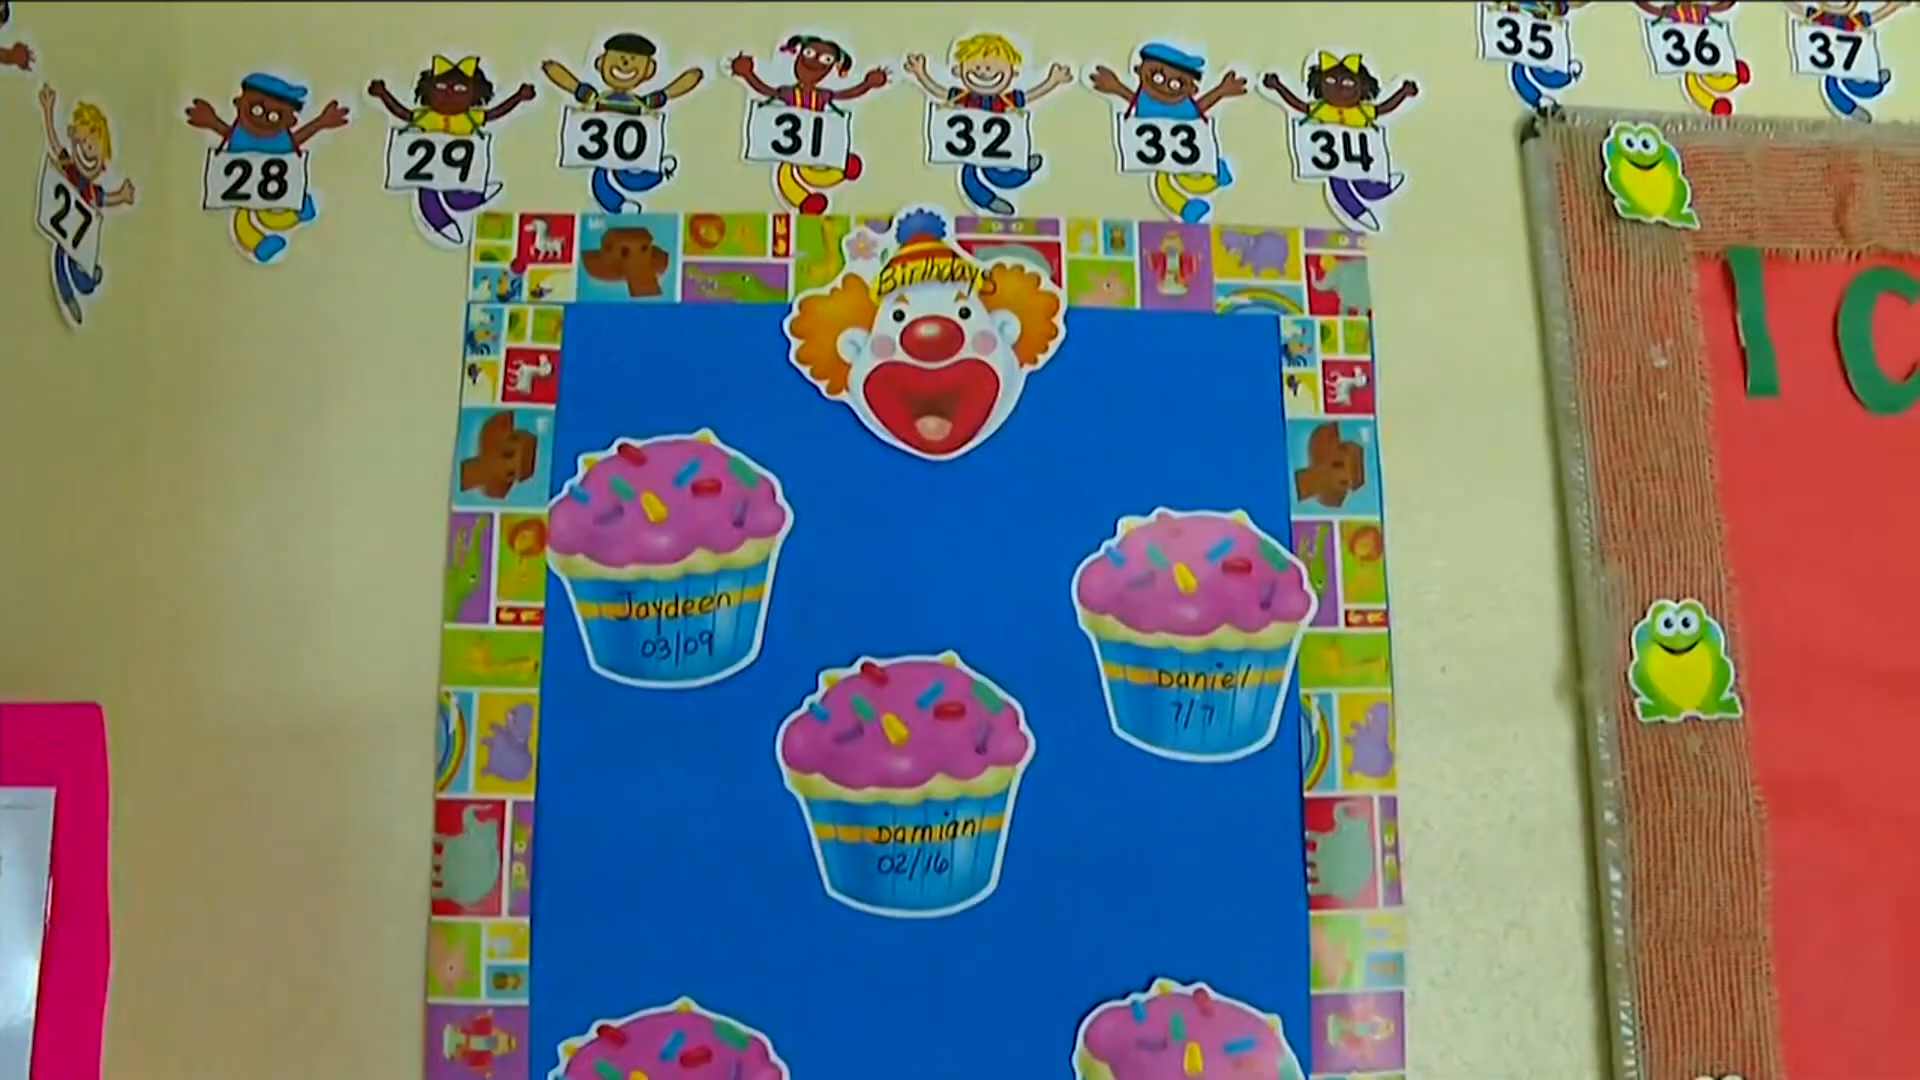 27 28 29 30 31 32 33 34 35 36 37
Birthdays
I C
Jaydeen
03/09
Daniel
7/7
Damian
02/16